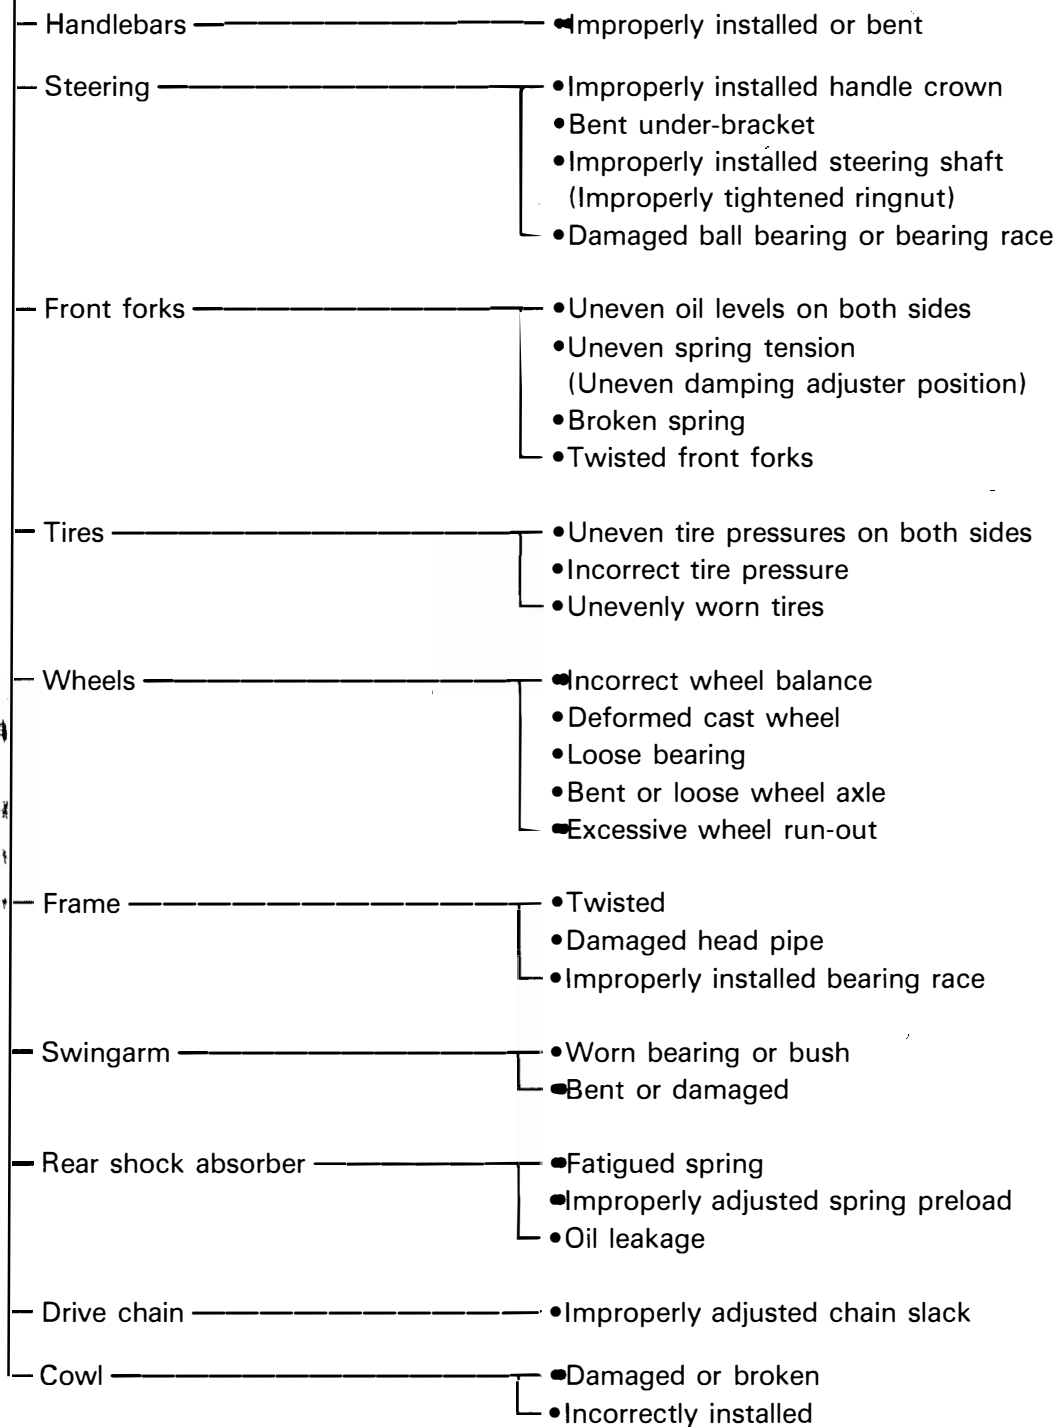 Handlebars •Improperly installed or bent
Steering •Improperly installed handle crown
•Bent under-bracket
•Improperly installed steering shaft
(Improperly tightened ringnut)
•Damaged ball bearing or bearing race
Front forks •Uneven oil levels on both sides
•Uneven spring tension
(Uneven damping adjuster position)
•Broken spring
•Twisted front forks
Tires •Uneven tire pressures on both sides
•Incorrect tire pressure
•Unevenly worn tires
Wheels •Incorrect wheel balance
•Deformed cast wheel
•Loose bearing
•Bent or loose wheel axle
•Excessive wheel run-out
Frame •Twisted
•Damaged head pipe
•Improperly installed bearing race
Swingarm •Worn bearing or bush
•Bent or damaged
Rear shock absorber •Fatigued spring
•Improperly adjusted spring preload
•Oil leakage
Drive chain •Improperly adjusted chain slack
Cowl •Damaged or broken
•Incorrectly installed